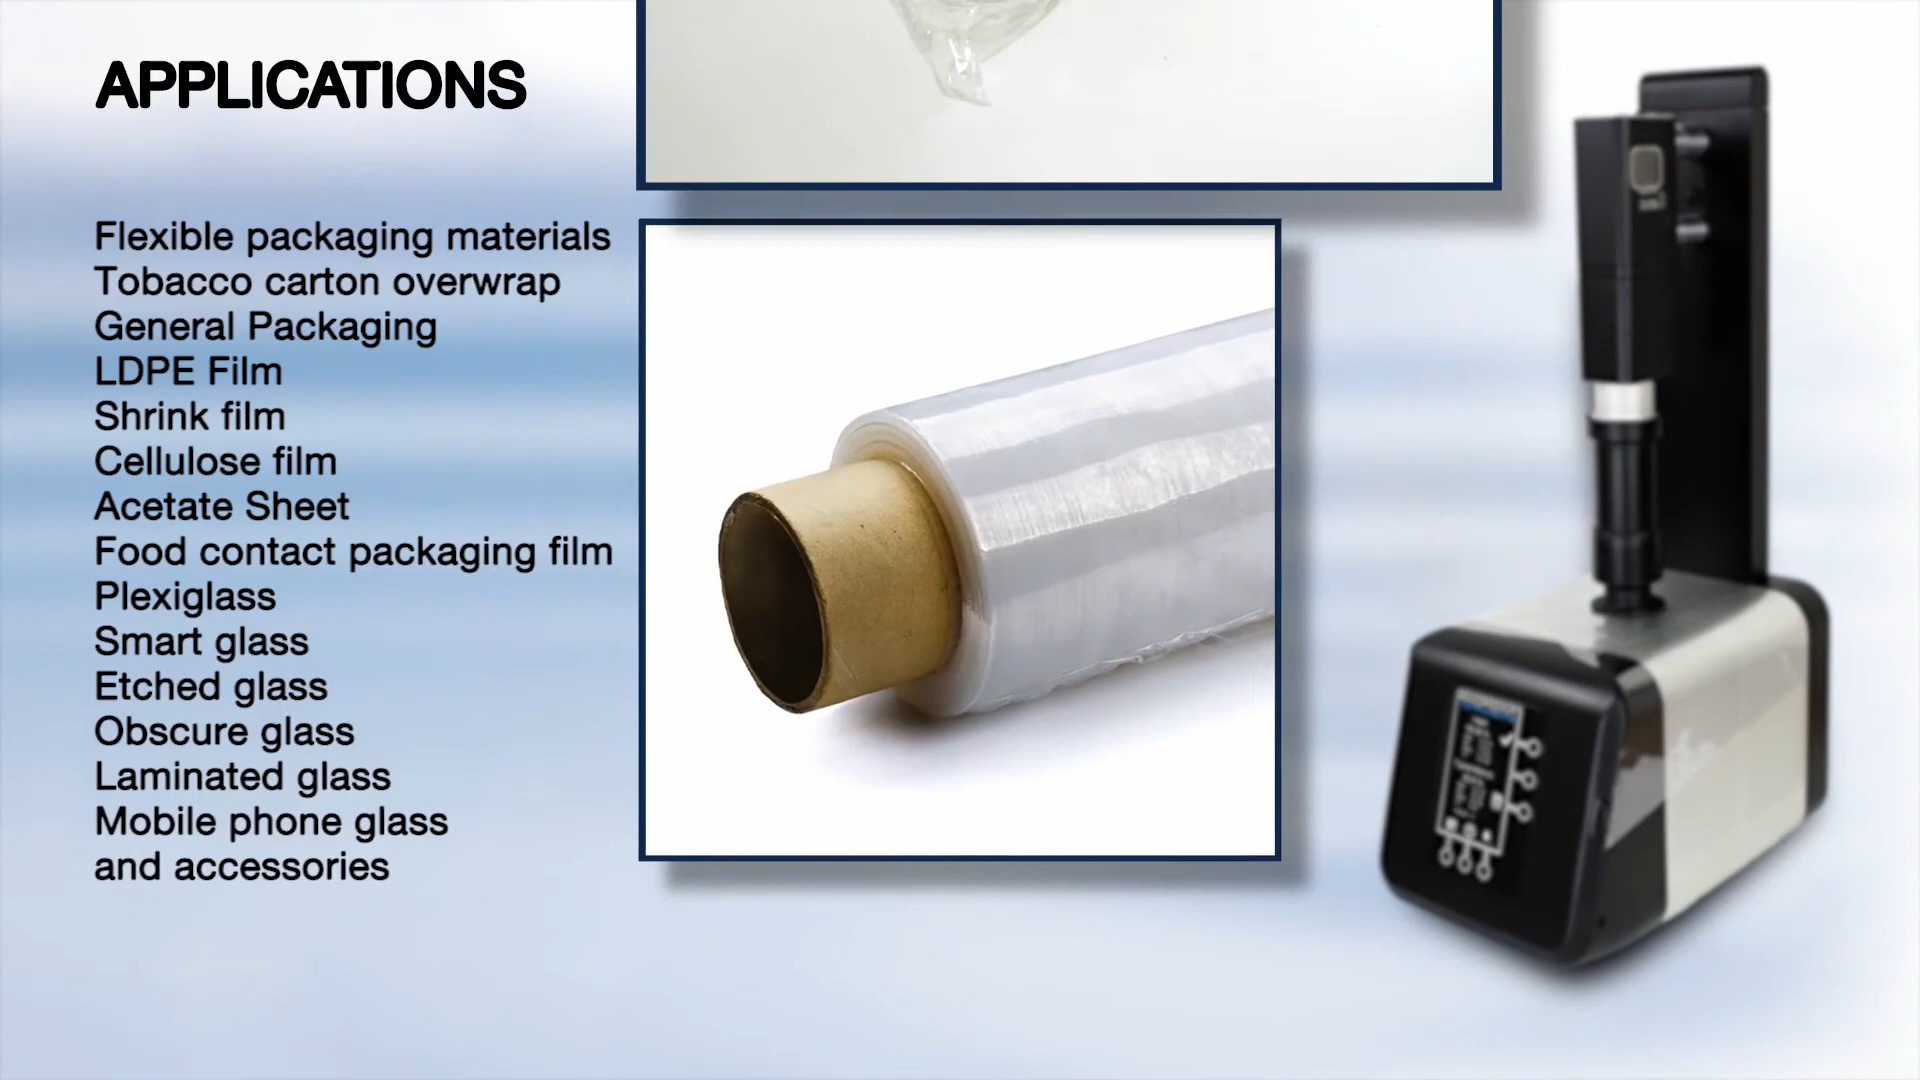 APPLICATIONS
Flexible packaging materials
Tobacco carton overwrap
General Packaging
LDPE Film
Shrink film
Cellulose film
Acetate Sheet
Food contact packaging film
Plexiglass
Smart glass
Etched glass
Obscure glass
Laminated glass
Mobile phone glass
and accessories